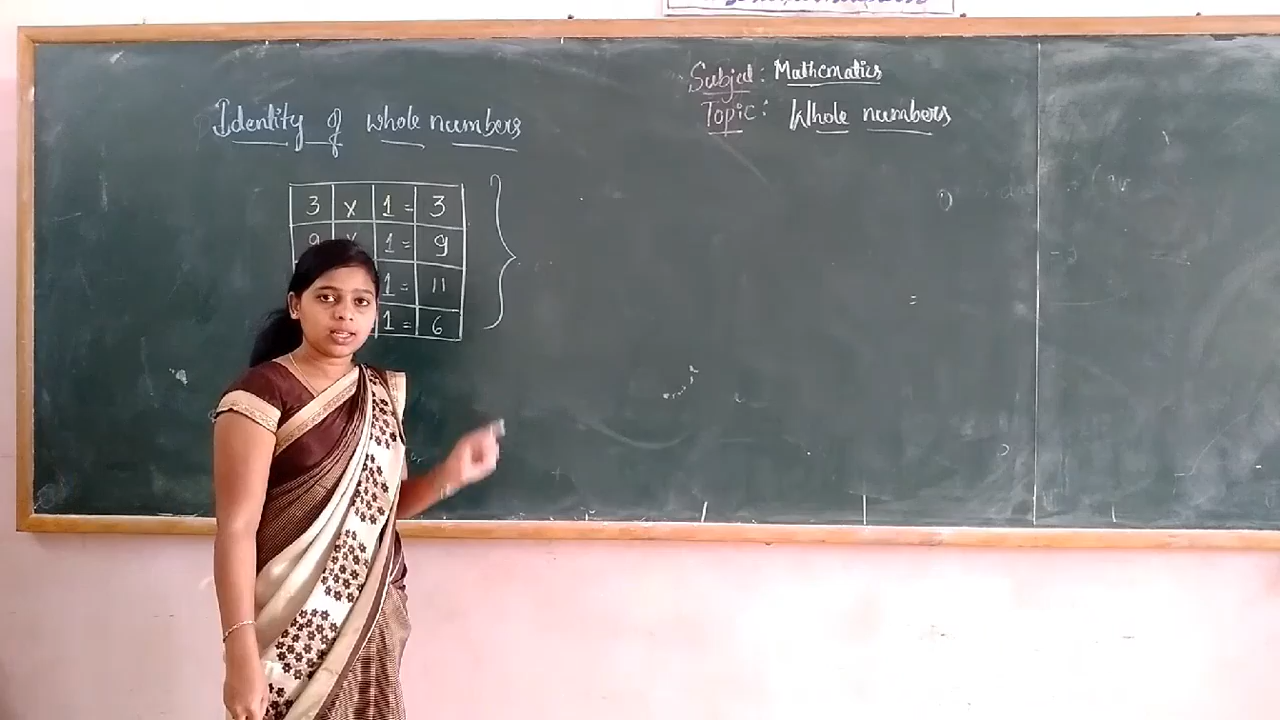 Subject: Mathematics
Topic: Whole numbers
Identity of whole numbers
3 x 1 = 3
9 x 1 = 9
1 = 11
1 = 6